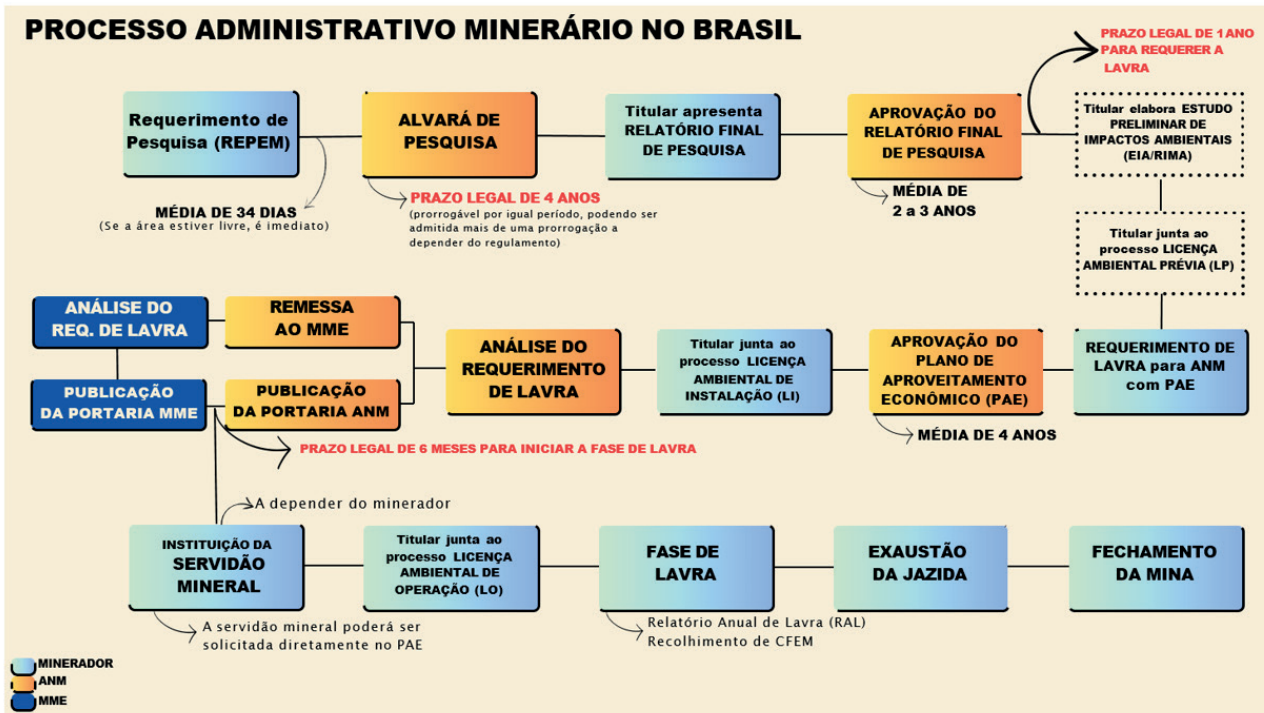 PROCESSO ADMINISTRATIVO MINERÁRIO NO BRASIL
PRAZO LEGAL DE 1 ANO
PARA REQUERER A
LAVRA
Requerimento de
Pesquisa (REPEM)
MÉDIA DE 34 DIAS
(Se a área estiver livre, é imediato)
ALVARÁ DE
PESQUISA
PRAZO LEGAL DE 4 ANOS
(prorrogável por igual período, podendo ser
admitida mais de uma prorrogação a
depender do regulamento)
Titular apresenta
RELATÓRIO FINAL
DE PESQUISA
APROVAÇÃO DO
RELATÓRIO FINAL
DE PESQUISA
MÉDIA DE
2 a 3 ANOS
Titular elabora ESTUDO
PRELIMINAR DE
IMPACTOS AMBIENTAIS
(EIA/RIMA)
Titular junta ao
processo LICENÇA
AMBIENTAL PRÉVIA (LP)
REQUERIMENTO DE
LAVRA para ANM
com PAE
APROVAÇÃO DO
PLANO DE
APROVEITAMENTO
ECONÔMICO (PAE)
MÉDIA DE 4 ANOS
Titular junta ao
processo LICENÇA
AMBIENTAL DE
INSTALAÇÃO (LI)
ANÁLISE DO
REQUERIMENTO
DE LAVRA
REMESSA
AO MME
ANÁLISE DO
REQ. DE LAVRA
PUBLICAÇÃO
DA PORTARIA MME
PUBLICAÇÃO
DA PORTARIA ANM
PRAZO LEGAL DE 6 MESES PARA INICIAR A FASE DE LAVRA
A depender do minerador
INSTITUIÇÃO DA
SERVIDÃO
MINERAL
A servidão mineral poderá ser
solicitada diretamente no PAE
Titular junta ao
processo LICENÇA
AMBIENTAL DE
OPERAÇÃO (LO)
FASE DE
LAVRA
Relatório Anual de Lavra (RAL)
Recolhimento de CFEM
EXAUSTÃO
DA JAZIDA
FECHAMENTO
DA MINA
MINERADOR
ANM
MME